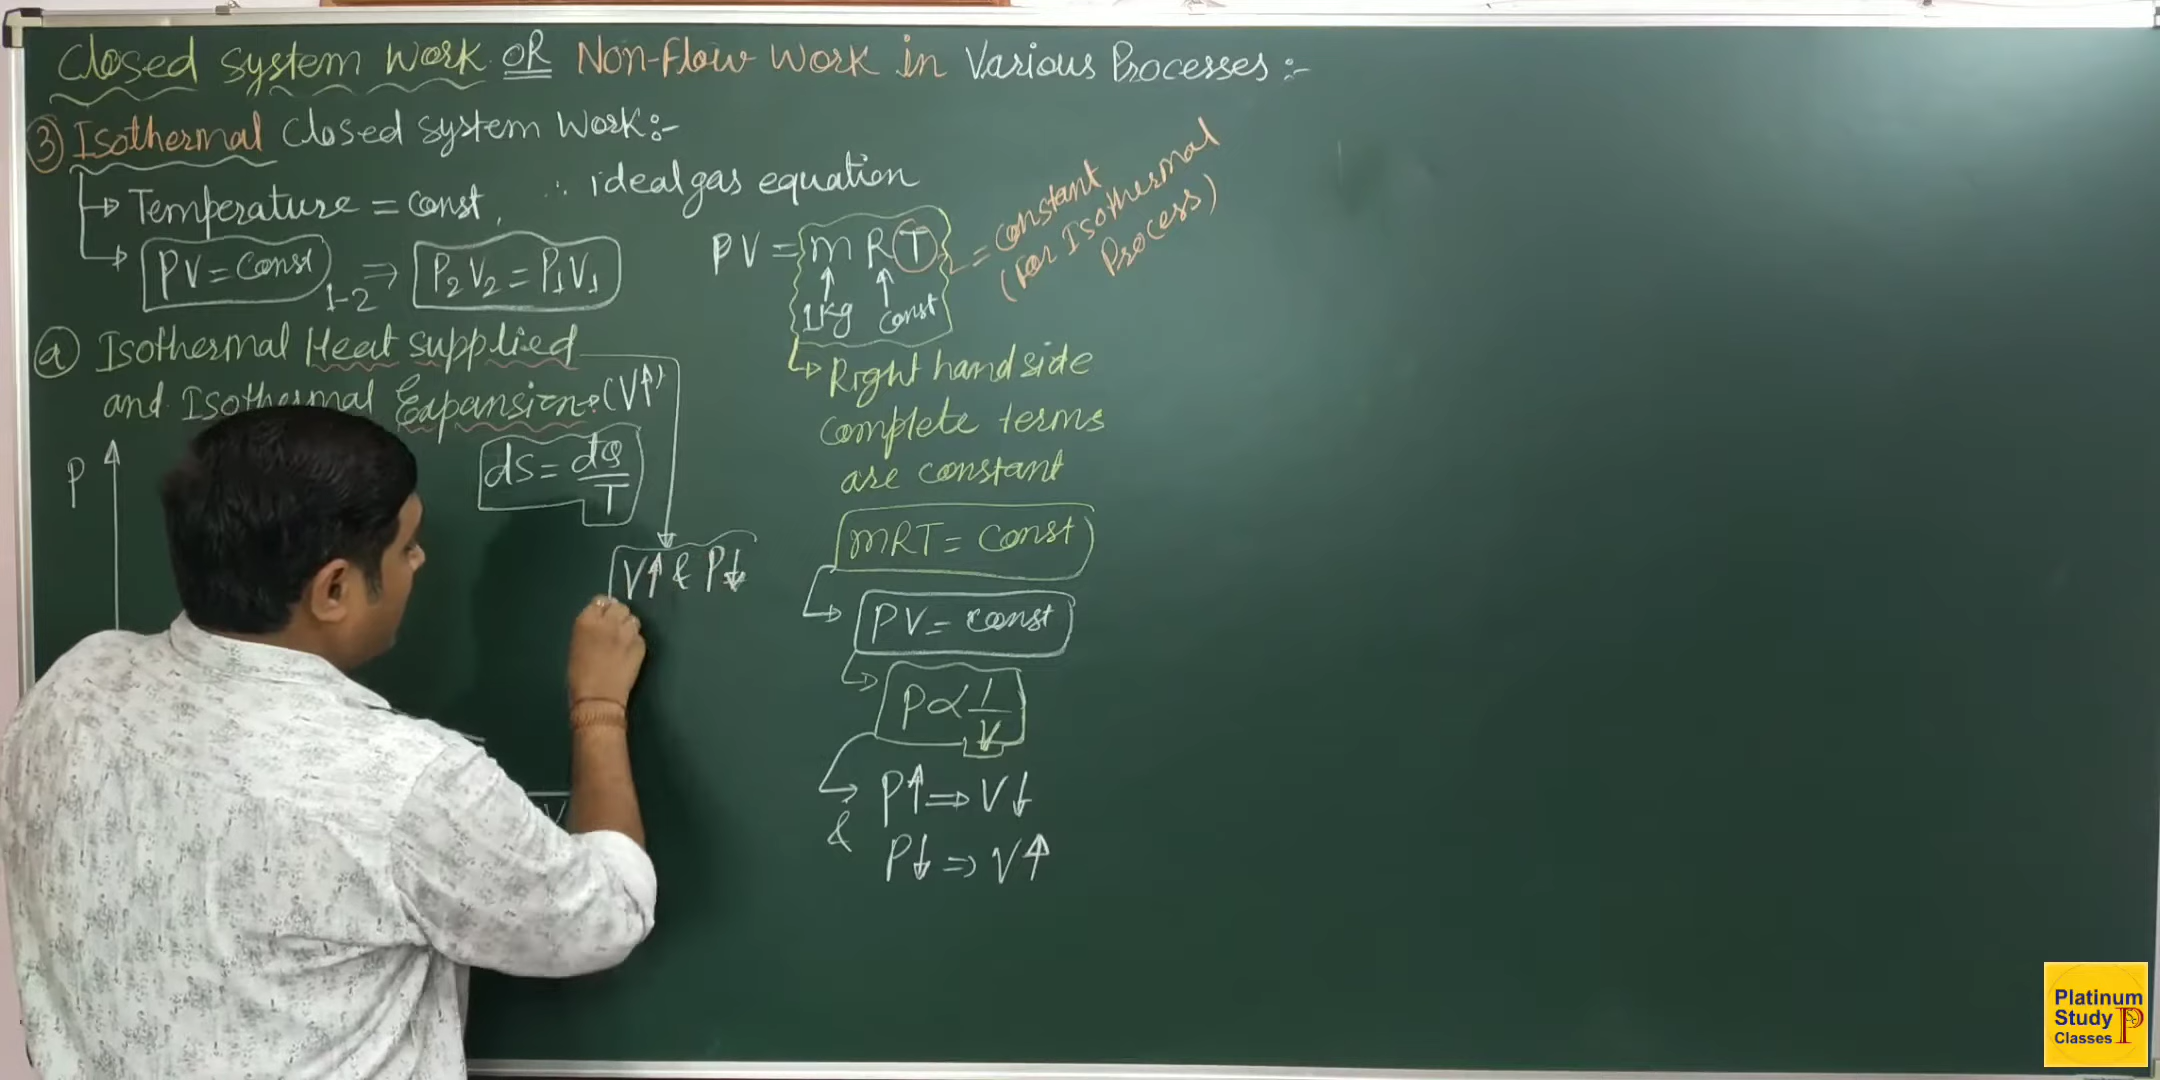 Closed system Work OR Non-Flow Work in Various Processes :-
③ Isothermal Closed system Work:-
→ Temperature = const,
→ PV = Const 1-2 ⇒ P₂V₂ = P₁V₁
ⓐ Isothermal Heat supplied
and Isothermal Expansion:(V↑)
P
dS = dQ/T
V↑ & P↓
V
∴ ideal gas equation
PV = mRT = constant
(For Isothermal
Process)
1Kg const
→ Right hand side
complete terms
are constant
mRT = Const
→ PV = const
→ P ∝ 1/V
→ P↑ ⇒ V↓
&
P↓ ⇒ V↑
Platinum
Study
Classes